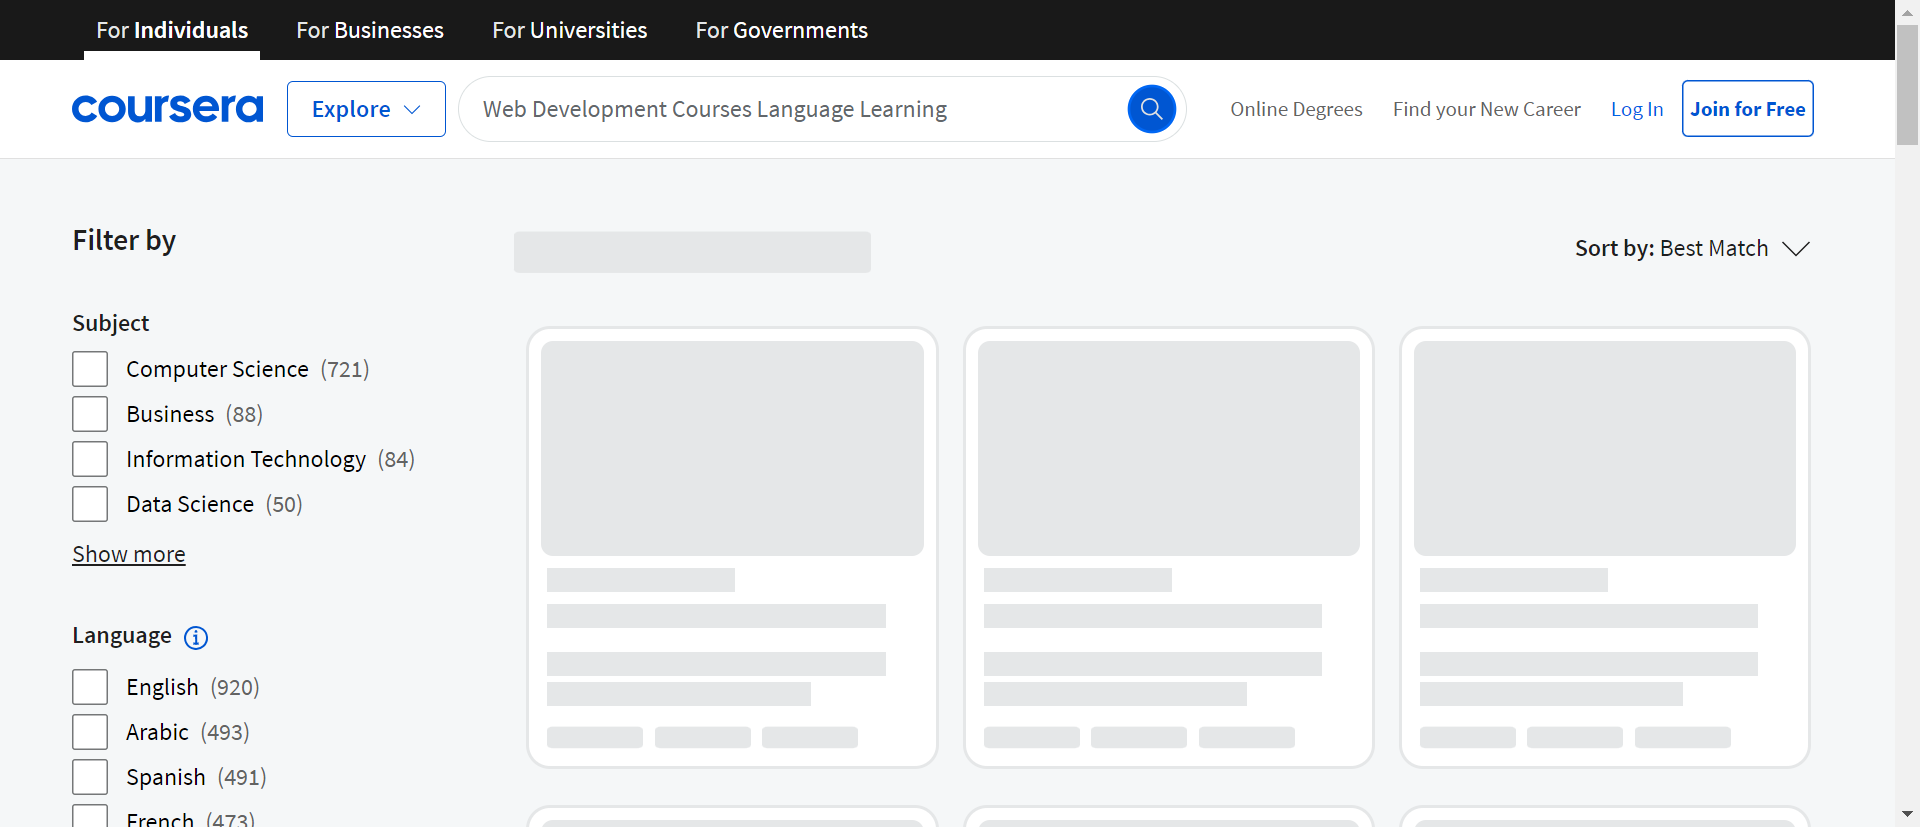 For Individuals For Businesses For Universities For Governments
coursera Explore Web Development Courses Language Learning Online Degrees Find your New Career Log In Join for Free
Filter by
Sort by: Best Match
Subject
Computer Science (721)
Business (88)
Information Technology (84)
Data Science (50)
Show more
Language
English (920)
Arabic (493)
Spanish (491)
French (473)